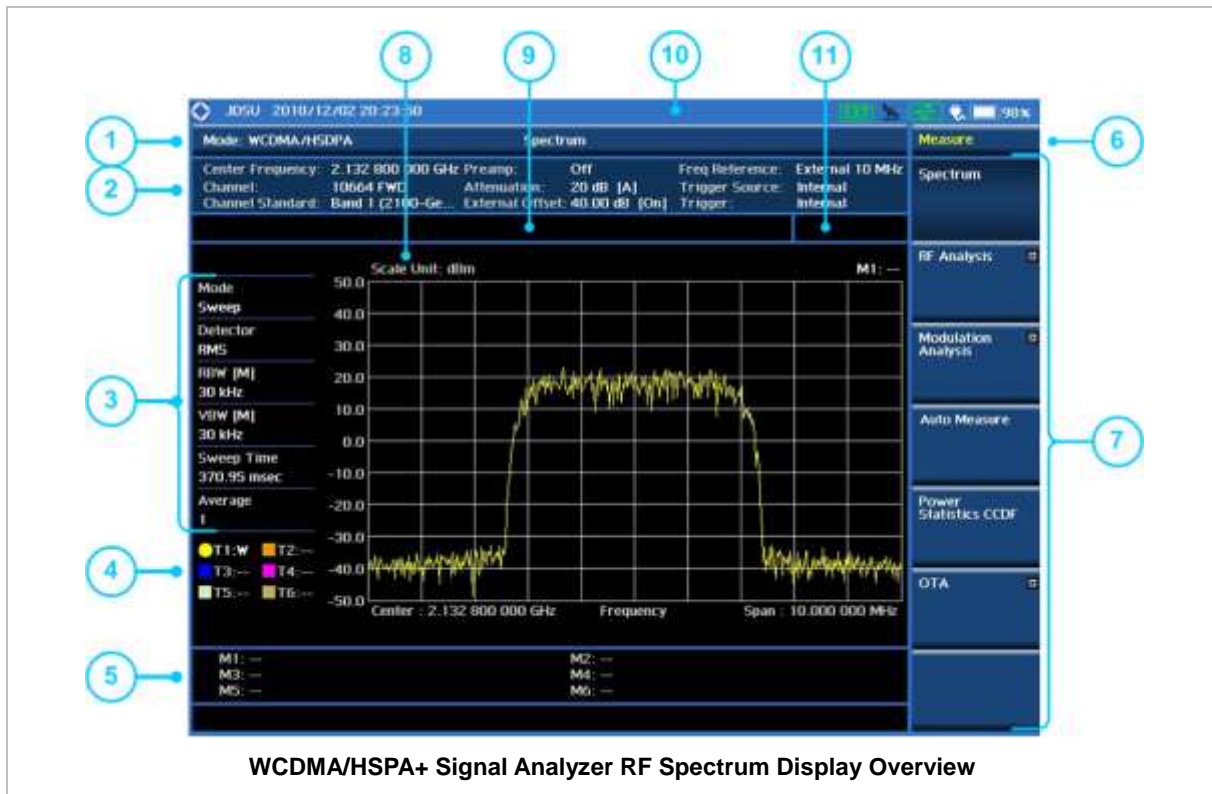 8 9 10 11
JDSU 2010/12/02 20:23:50 98%
1 Mode: WCDMA/HSDPA Spectrum Measure 6
2 Center Frequency: 2.132 800 000 GHz Preamp: Off Freq Reference: External 10 MHz
Channel: 10664 FWD Attenuation: 20 dB [A] Trigger Source: Internal
Channel Standard: Band 1 (2100-Ge... External Offset: 40.00 dB [On] Trigger: Internal
Spectrum
RF Analysis
Modulation
Analysis
Auto Measure
Power
Statistics CCDF
OTA
7
Scale Unit: dBm M1: --
3
Mode
Sweep
Detector
RMS
RBW [M]
30 kHz
VBW [M]
30 kHz
Sweep Time
370.95 msec
Average
1
50.0
40.0
30.0
20.0
10.0
0.0
-10.0
-20.0
-30.0
-40.0
-50.0
4
T1:W T2:--
T3:-- T4:--
T5:-- T6:--
Center : 2.132 800 000 GHz Frequency Span : 10.000 000 MHz
5
M1: -- M2: --
M3: -- M4: --
M5: -- M6: --
WCDMA/HSPA+ Signal Analyzer RF Spectrum Display Overview